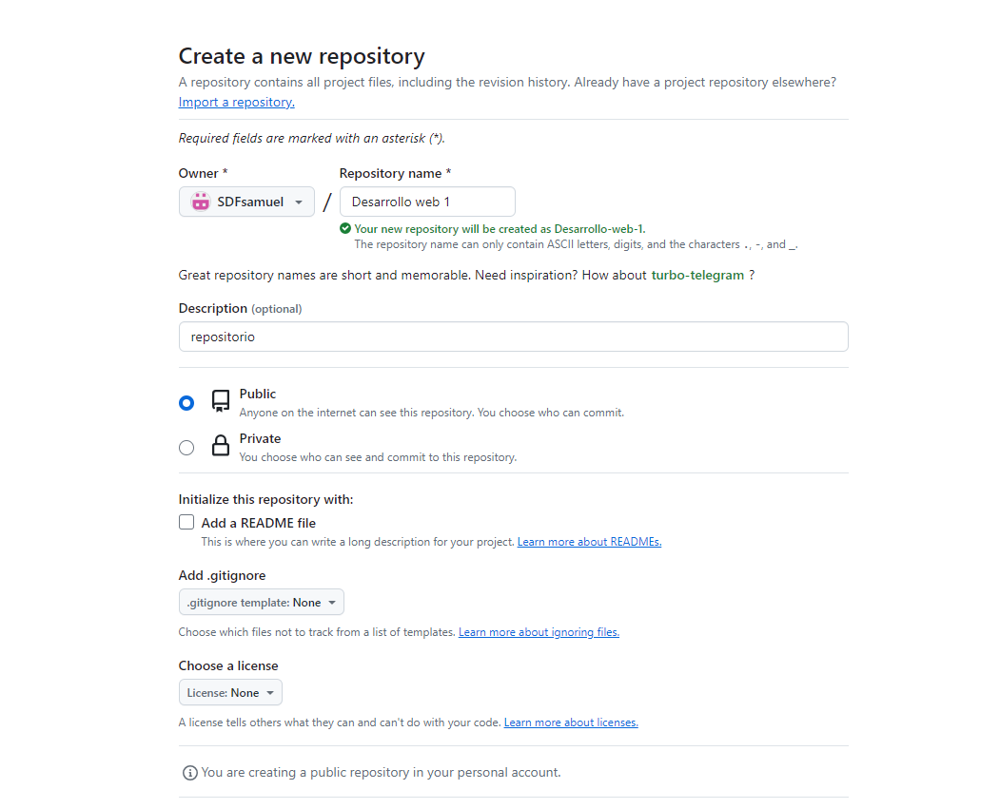 Create a new repository
A repository contains all project files, including the revision history. Already have a project repository elsewhere?
Import a repository.
Required fields are marked with an asterisk (*).
Owner *
Repository name *
SDFsamuel
/
Desarrollo web 1
Your new repository will be created as Desarrollo-web-1.
The repository name can only contain ASCII letters, digits, and the characters ., -, and _.
Great repository names are short and memorable. Need inspiration? How about turbo-telegram ?
Description (optional)
repositorio
Public
Anyone on the internet can see this repository. You choose who can commit.
Private
You choose who can see and commit to this repository.
Initialize this repository with:
Add a README file
This is where you can write a long description for your project. Learn more about READMEs.
Add .gitignore
.gitignore template: None
Choose which files not to track from a list of templates. Learn more about ignoring files.
Choose a license
License: None
A license tells others what they can and can't do with your code. Learn more about licenses.
You are creating a public repository in your personal account.